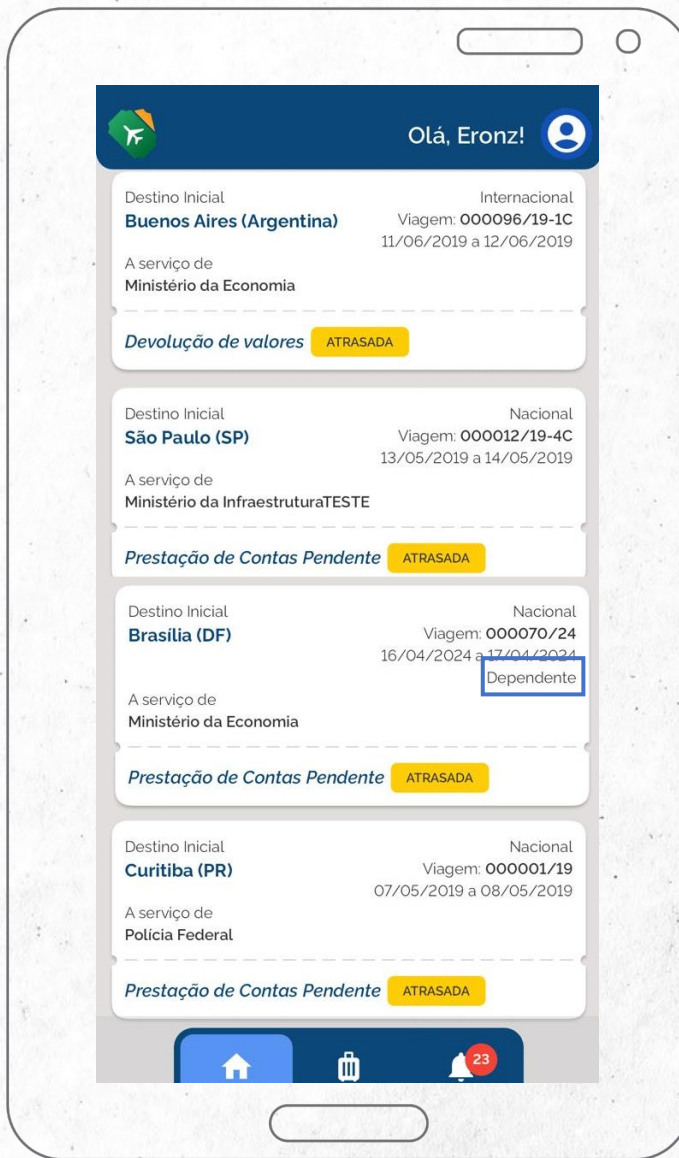 Olá, Eronz!
Destino Inicial Internacional
Buenos Aires (Argentina) Viagem: 000096/19-1C
11/06/2019 a 12/06/2019
A serviço de
Ministério da Economia
Devolução de valores ATRASADA
Destino Inicial Nacional
São Paulo (SP) Viagem: 000012/19-4C
13/05/2019 a 14/05/2019
A serviço de
Ministério da InfraestruturaTESTE
Prestação de Contas Pendente ATRASADA
Destino Inicial Nacional
Brasília (DF) Viagem: 000070/24
16/04/2024 a 17/04/2024
Dependente
A serviço de
Ministério da Economia
Prestação de Contas Pendente ATRASADA
Destino Inicial Nacional
Curitiba (PR) Viagem: 000001/19
07/05/2019 a 08/05/2019
A serviço de
Polícia Federal
Prestação de Contas Pendente ATRASADA
23